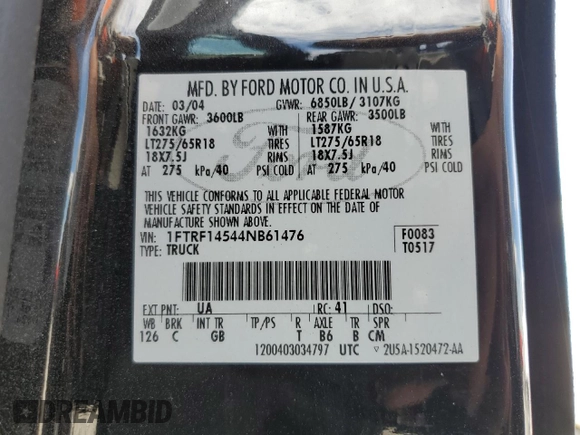 MFD. BY FORD MOTOR CO. IN U.S.A.
DATE: 03/04 GVWR: 6850LB/ 3107KG
FRONT GAWR: 3600LB REAR GAWR: 3500LB
1632KG WITH 1587KG WITH
LT275/65R18 TIRES LT275/65R18 TIRES
18X7.5J RIMS 18X7.5J RIMS
AT 275 kPa/40 PSI COLD AT 275 kPa/40 PSI COLD
THIS VEHICLE CONFORMS TO ALL APPLICABLE FEDERAL MOTOR
VEHICLE SAFETY STANDARDS IN EFFECT ON THE DATE OF
MANUFACTURE SHOWN ABOVE.
VIN: 1FTRF14544NB61476 F0083
TYPE: TRUCK T0517
Ford
EXT PNT: UA RC: 41 DSO:
WB BRK INT TR TP/PS R AXLE TR SPR
126 C GB T B6 B CM
1200403034797 UTC ▽ 2U5A-1520472-AA
DREAMBID